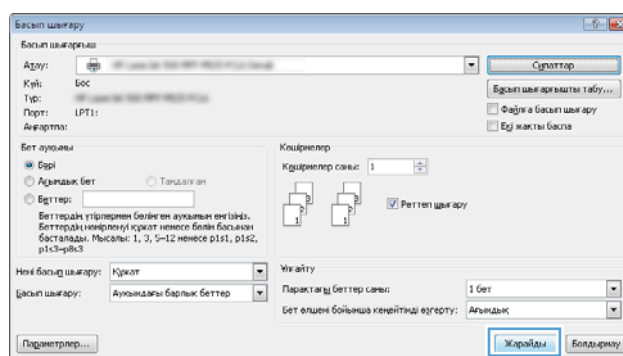 Басып шығару
Басып шығарғыш
Атау:
Сипаттар
Күй: Бос
Басып шығарғышты табу...
Түр:
Порт: LPT1:
Файлға басып шығару
Аңғартпа:
Екі жақты баспа
Бет ауқымы
Көшірмелер
Бәрі
Көшірмелер саны: 1
Ағымдық бет
Таңдалған
Беттер:
Реттеп шығару
Беттердің үтірлермен бөлінген ауқымын енгізіңіз.
Беттердің нөмірленуі құжат немесе бөлім басынан
басталады. Мысалы: 1, 3, 5–12 немесе p1s1, p1s2,
p1s3–p8s3
Нені басып шығару: Құжат
Ұлғайту
Басып шығару: Ауқымдағы барлық беттер
Парақтағы беттер саны: 1 бет
Бет өлшемі бойынша кеңейтімді өзгерту: Ағындық
Параметрлер...
Жарайды
Болдырмау